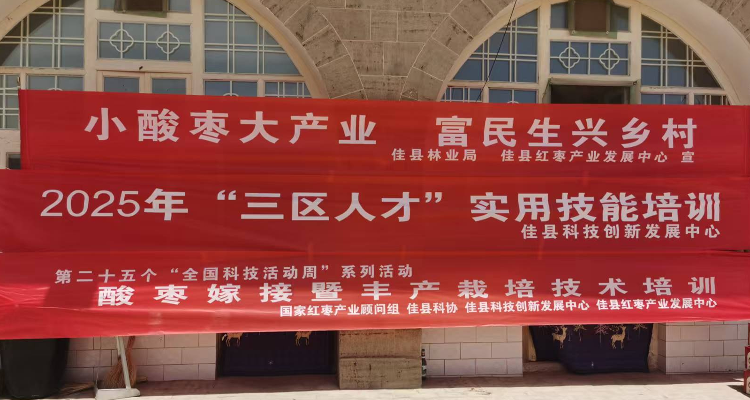 小酸枣大产业 富民生兴乡村
佳县林业局 佳县红枣产业发展中心 宣
2025年“三区人才”实用技能培训
佳县科技创新发展中心
第二十五个“全国科技活动周”系列活动
酸枣嫁接暨丰产栽培技术培训
国家红枣产业顾问组 佳县科协 佳县科技创新发展中心 佳县红枣产业发展中心